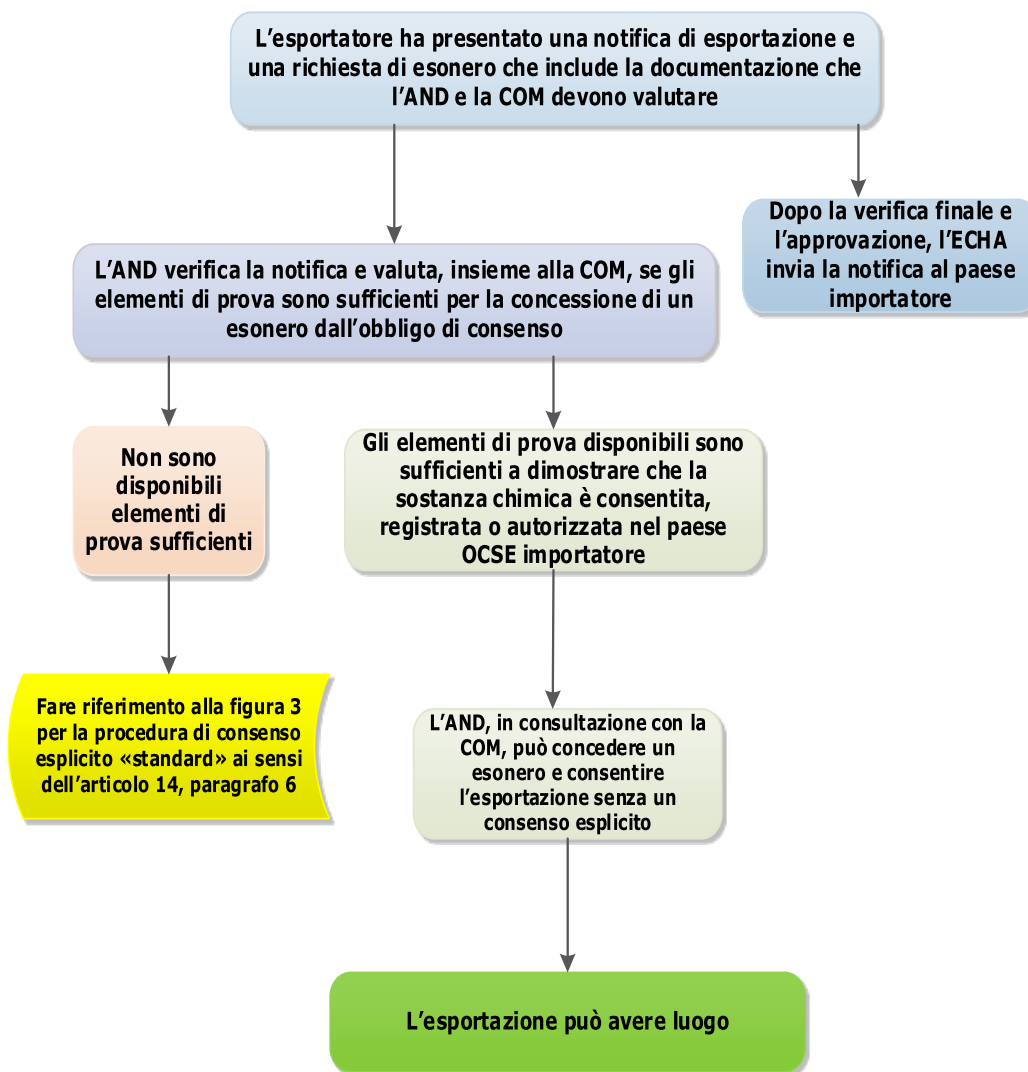 L'esportatore ha presentato una notifica di esportazione e
una richiesta di esonero che include la documentazione che
l'AND e la COM devono valutare
Dopo la verifica finale e
l'approvazione, l'ECHA
invia la notifica al paese
importatore
L'AND verifica la notifica e valuta, insieme alla COM, se gli
elementi di prova sono sufficienti per la concessione di un
esonero dall'obbligo di consenso
Non sono
disponibili
elementi di
prova sufficienti
Gli elementi di prova disponibili sono
sufficienti a dimostrare che la
sostanza chimica è consentita,
registrata o autorizzata nel paese
OCSE importatore
Fare riferimento alla figura 3
per la procedura di consenso
esplicito «standard» ai sensi
dell'articolo 14, paragrafo 6
L'AND, in consultazione con la
COM, può concedere un
esonero e consentire
l'esportazione senza un
consenso esplicito
L'esportazione può avere luogo